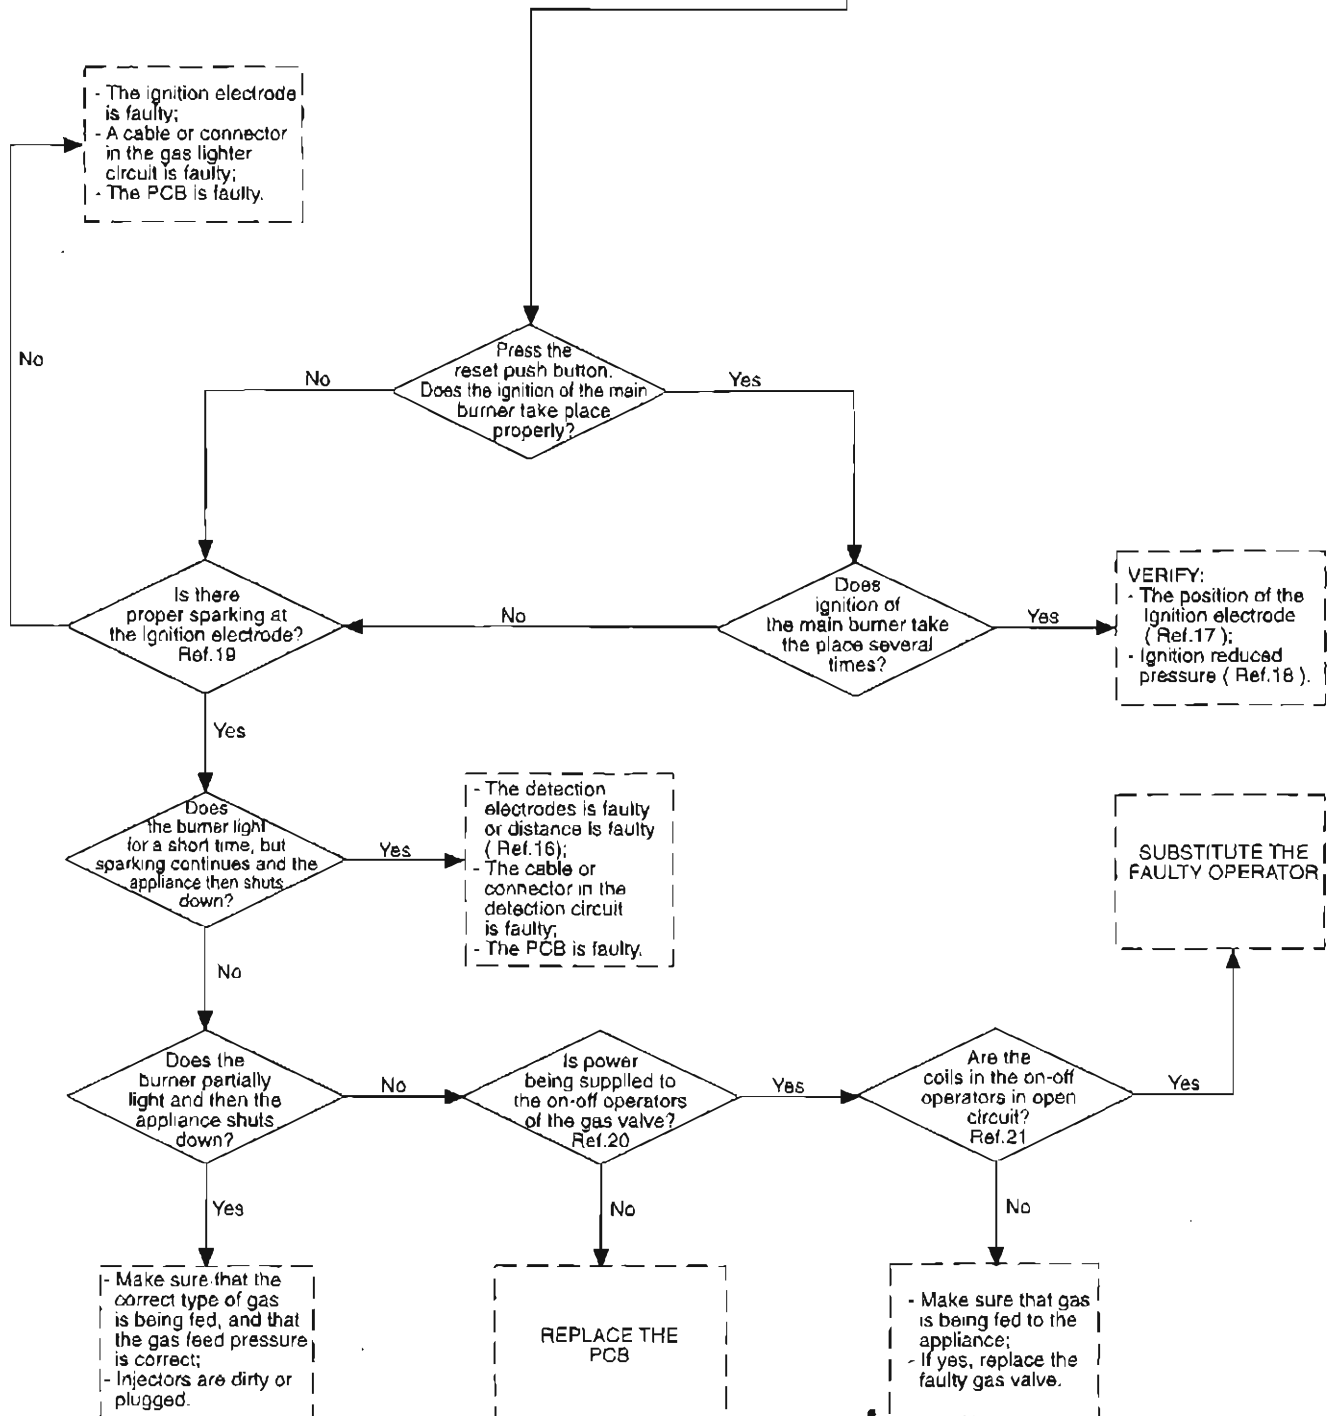 - The ignition electrode
is faulty;
- A cable or connector
in the gas lighter
circuit is faulty;
- The PCB is faulty.
No
Press the
reset push button.
Does the ignition of the main
burner take place
properly?
No
Yes
Is there
proper sparking at
the Ignition electrode?
Ref.19
No
Does
ignition of
the main burner take
the place several
times?
Yes
VERIFY:
- The position of the
Ignition electrode
( Ref.17 );
- Ignition reduced
pressure ( Ref.18 ).
Yes
Does
the burner light
for a short time, but
sparking continues and the
appliance then shuts
down?
Yes
- The detection
electrodes is faulty
or distance is faulty
( Ref.16);
- The cable or
connector in the
detection circuit
is faulty;
- The PCB is faulty.
SUBSTITUTE THE
FAULTY OPERATOR
No
Does the
burner partially
light and then the
appliance shuts
down?
No
Is power
being supplied to
the on-off operators
of the gas valve?
Ref.20
Yes
Are the
coils in the on-off
operators in open
circuit?
Ref.21
Yes
Yes
No
No
- Make sure that the
correct type of gas
is being fed, and that
the gas feed pressure
is correct;
- Injectors are dirty or
plugged.
REPLACE THE
PCB
- Make sure that gas
is being fed to the
appliance;
- If yes, replace the
faulty gas valve.